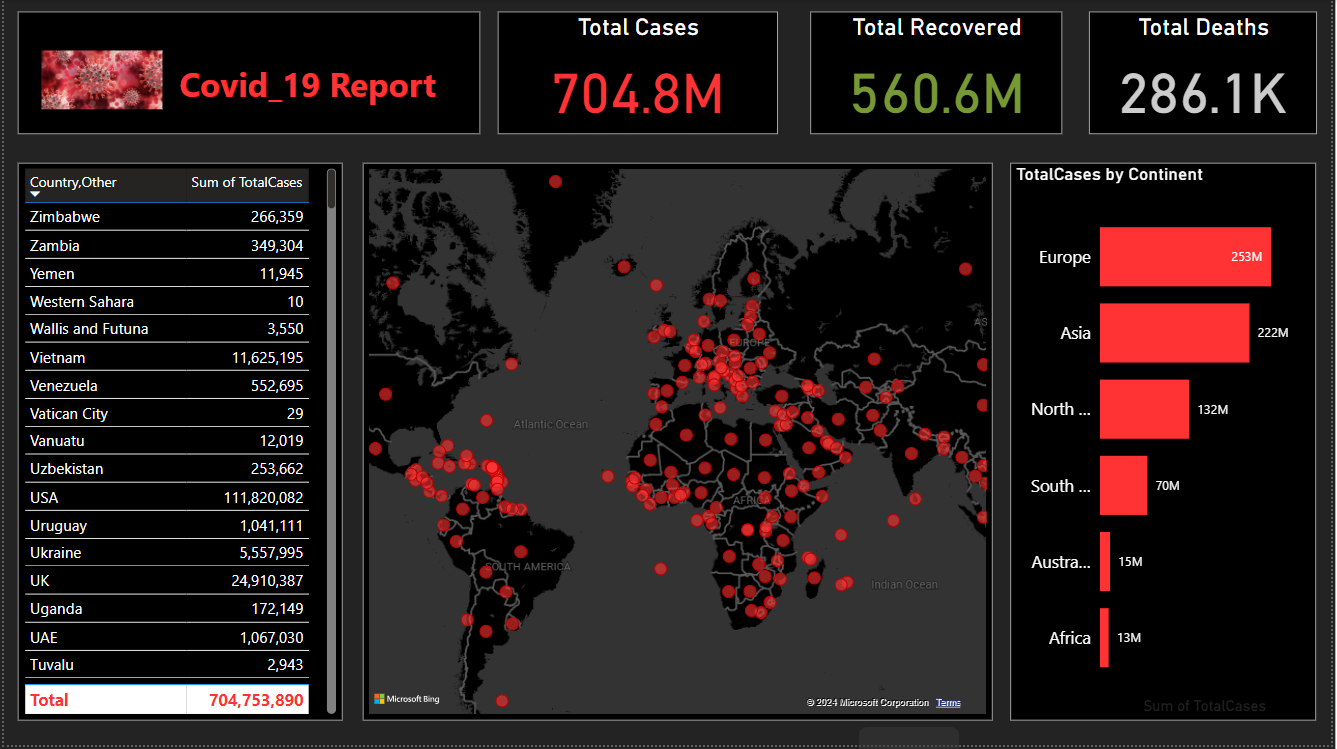 Covid_19 Report
Total Cases
704.8M
Total Recovered
560.6M
Total Deaths
286.1K
Country,Other Sum of TotalCases
Zimbabwe 266,359
Zambia 349,304
Yemen 11,945
Western Sahara 10
Wallis and Futuna 3,550
Vietnam 11,625,195
Venezuela 552,695
Vatican City 29
Vanuatu 12,019
Uzbekistan 253,662
USA 111,820,082
Uruguay 1,041,111
Ukraine 5,557,995
UK 24,910,387
Uganda 172,149
UAE 1,067,030
Tuvalu 2,943
Total 704,753,890
AS
EUROPE
Atlantic Ocean
AFRICA
SOUTH AMERICA
Indian Ocean
Microsoft Bing
© 2024 Microsoft Corporation Terms
TotalCases by Continent
Europe 253M
Asia 222M
North ... 132M
South ... 70M
Austra... 15M
Africa 13M
Sum of TotalCases